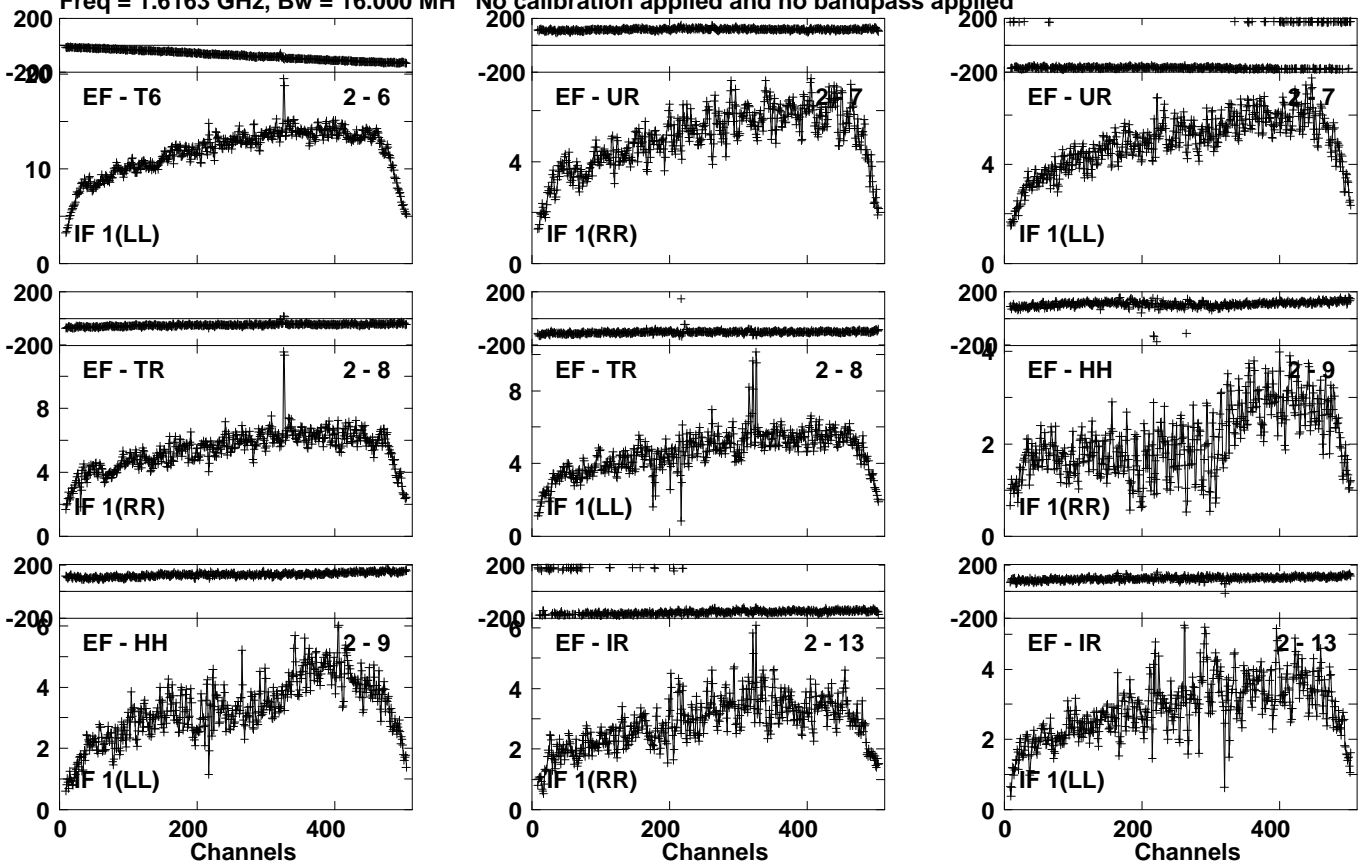 Freq = 1.6163 GHz, Bw = 16.000 MH No calibration applied and no bandpass applied
200 200 200
-200 -200 -200
20
EF - T6 2 - 6 EF - UR 2 - 7 EF - UR 2 - 7
10 4 4
IF 1(LL) IF 1(RR) IF 1(LL)
0 0 0
200 200 200
-200 -200 -200
4
EF - TR 2 - 8 EF - TR 2 - 8 EF - HH 2 - 9
8 8
4 4 2
IF 1(RR) IF 1(LL) IF 1(RR)
0 0 0
200 200 200
-200 -200 -200
6 6
EF - HH 2 - 9 EF - IR 2 - 13 EF - IR 2 - 13
4 4 4
2 2 2
IF 1(LL) IF 1(RR) IF 1(LL)
0 0 0
0 200 400 0 200 400 0 200 400
Channels Channels Channels